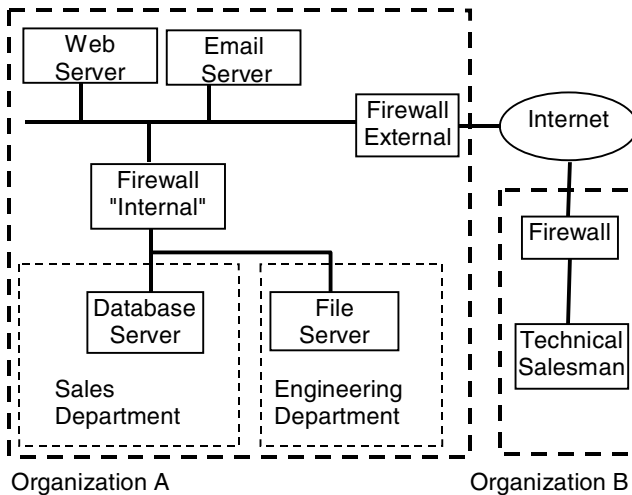 Web
Server
Email
Server
Firewall
External
Internet
Firewall
"Internal"
Firewall
Database
Server
File
Server
Technical
Salesman
Sales
Department
Engineering
Department
Organization A
Organization B